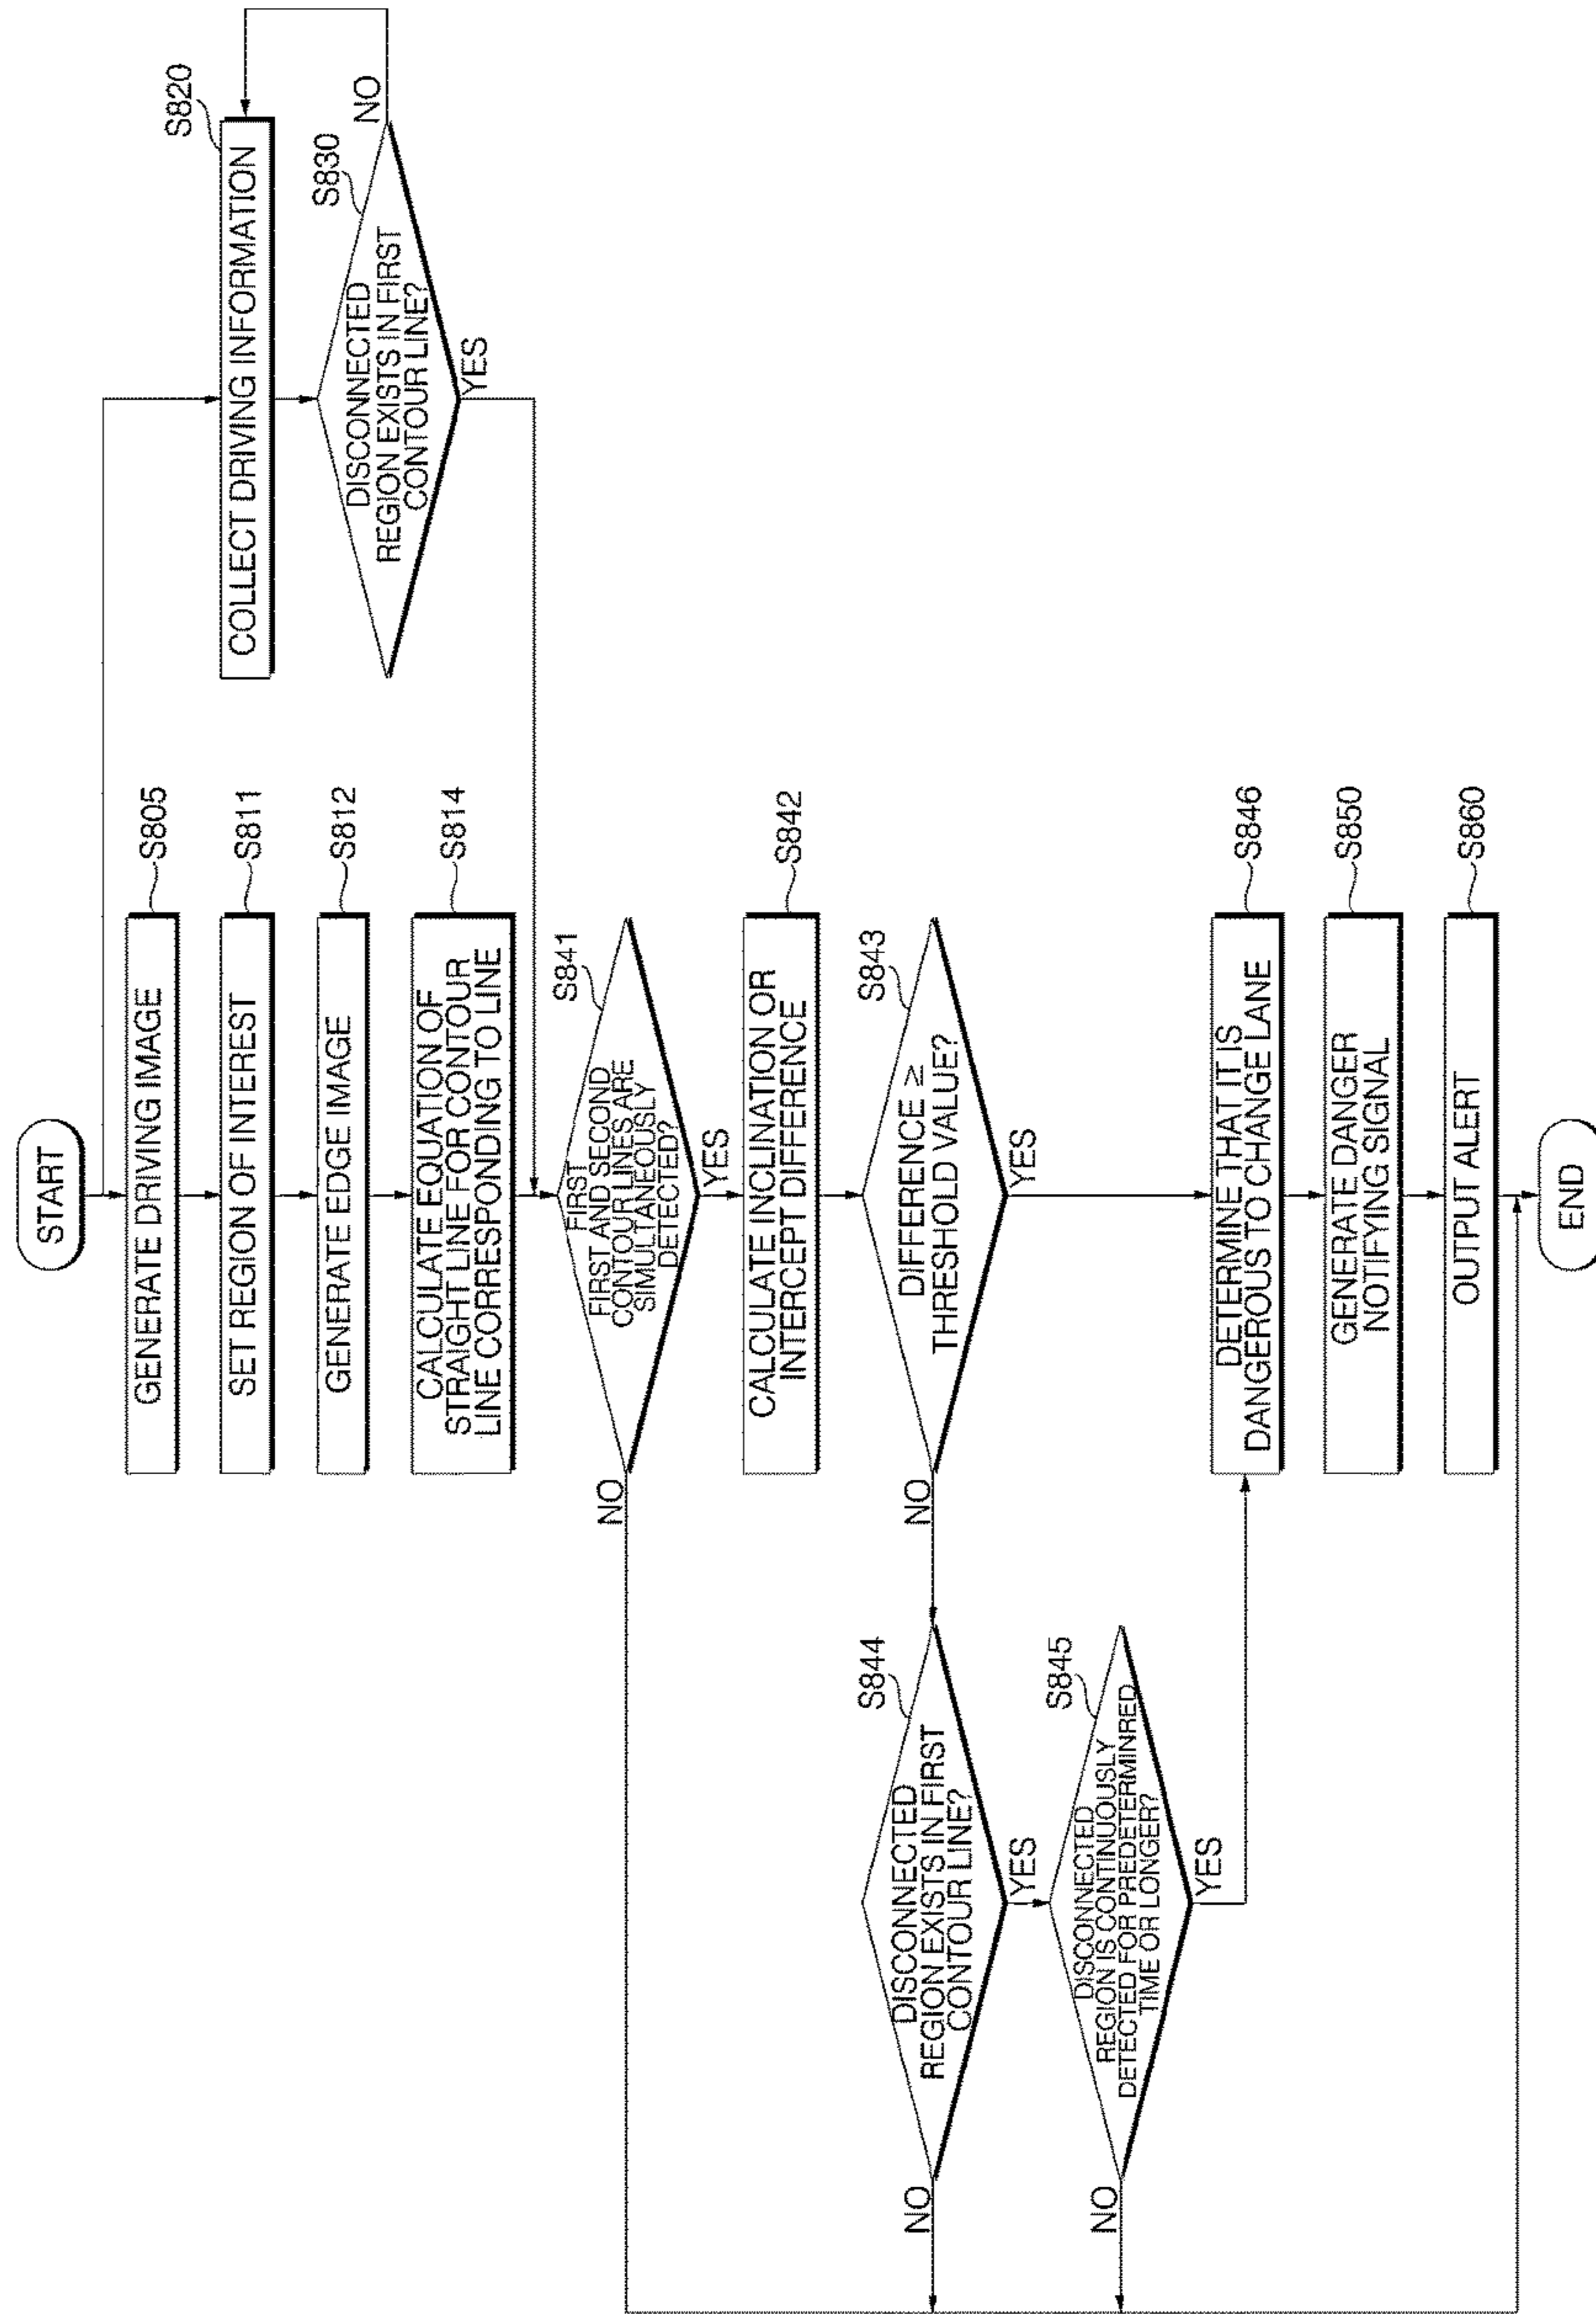 START
GENERATE DRIVING IMAGE
S805
SET REGION OF INTEREST
S811
GENERATE EDGE IMAGE
S812
CALCULATE EQUATION OF
STRAIGHT LINE FOR CONTOUR
LINE CORRESPONDING TO LINE
S814
COLLECT DRIVING INFORMATION
S820
DISCONNECTED
REGION EXISTS IN FIRST
CONTOUR LINE?
S830
NO
YES
FIRST
FIRST AND SECOND
CONTOUR LINES ARE
SIMULTANEOUSLY
DETECTED?
S841
NO
YES
CALCULATE INCLINATION OR
INTERCEPT DIFFERENCE
S842
DIFFERENCE ≥
THRESHOLD VALUE?
S843
NO
YES
DISCONNECTED
REGION EXISTS IN FIRST
CONTOUR LINE?
S844
NO
YES
DISCONNECTED
REGION IS CONTINUOUSLY
DETECTED FOR PREDETERMINRED
TIME OR LONGER?
S845
NO
YES
DETERMINE THAT IT IS
DANGEROUS TO CHANGE LANE
S846
GENERATE DANGER
NOTIFYING SIGNAL
S850
OUTPUT ALERT
S860
END